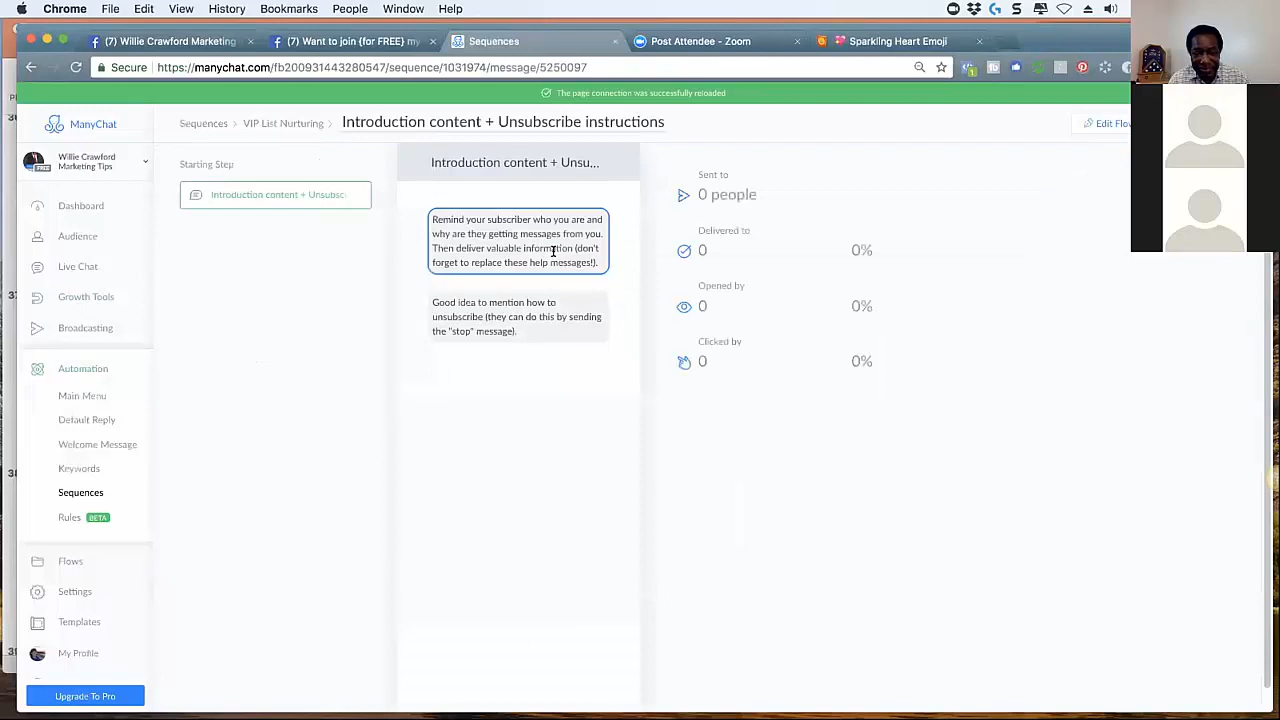 Chrome File Edit View History Bookmarks People Window Help
(7) Willie Crawford Marketing
(7) Want to join {for FREE} my
Sequences
Post Attendee - Zoom
Sparkling Heart Emoji
Secure https://manychat.com/fb200931443280547/sequence/1031974/message/5250097
The page connection was successfully reloaded
ManyChat
Sequences > VIP List Nurturing > Introduction content + Unsubscribe instructions
Edit Flo
Willie Crawford
Marketing Tips
FREE
Starting Step
Introduction content + Unsubsc
Introduction content + Unsu...
Remind your subscriber who you are and
why are they getting messages from you.
Then deliver valuable information (don't
forget to replace these help messages!).
Good idea to mention how to
unsubscribe (they can do this by sending
the "stop" message).
Sent to
0 people
Delivered to
0 0%
Opened by
0 0%
Clicked by
0 0%
Dashboard
Audience
Live Chat
Growth Tools
Broadcasting
Automation
Main Menu
Default Reply
Welcome Message
Keywords
Sequences
Rules BETA
Flows
Settings
Templates
My Profile
Upgrade To Pro